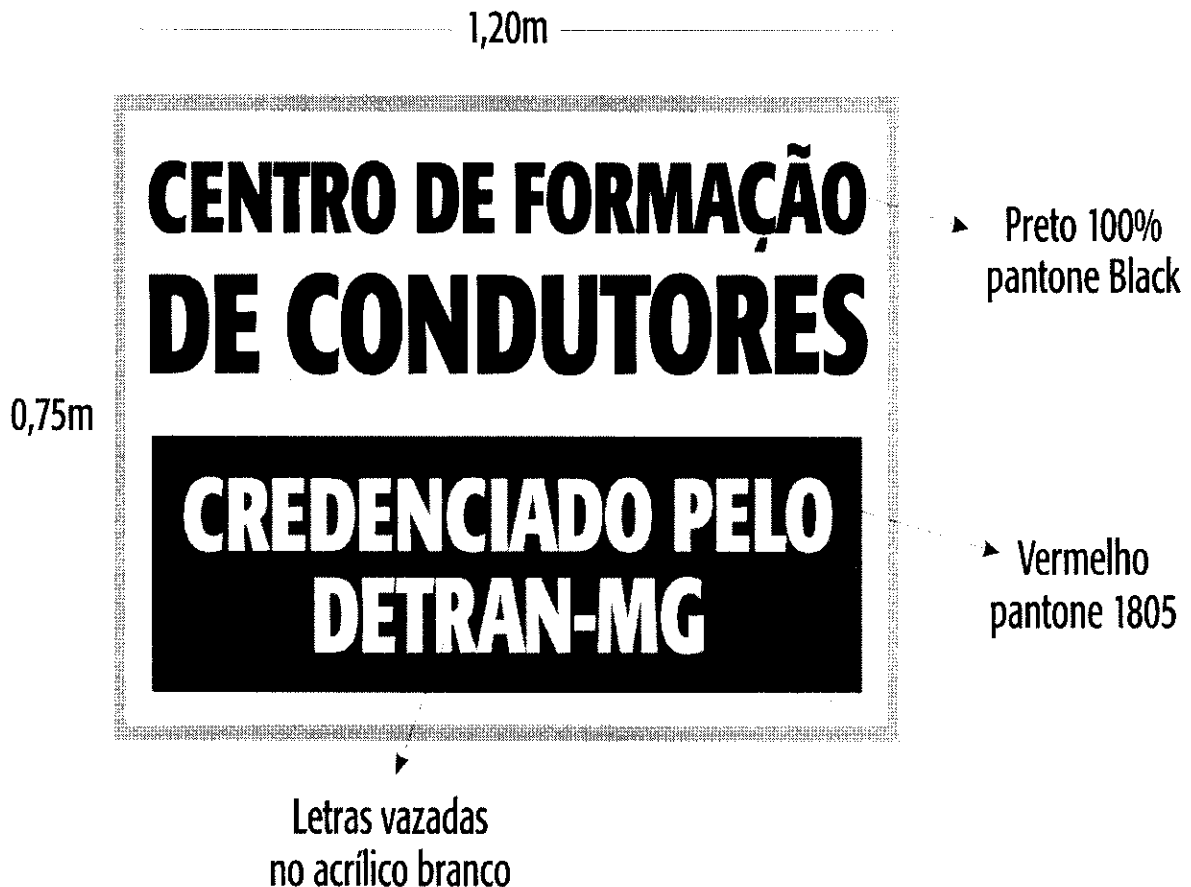 1,20m
CENTRO DE FORMAÇÃO
DE CONDUTORES
Preto 100%
pantone Black
0,75m
CREDENCIADO PELO
DETRAN-MG
Vermelho
pantone 1805
Letras vazadas
no acrílico branco